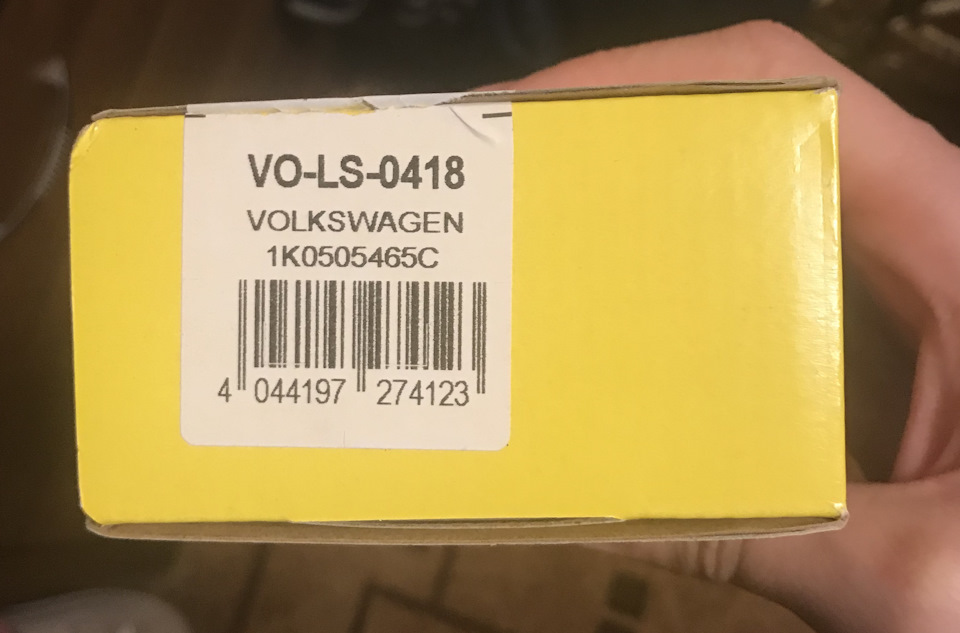 VO-LS-0418
VOLKSWAGEN
1K0505465C
4 044197 274123